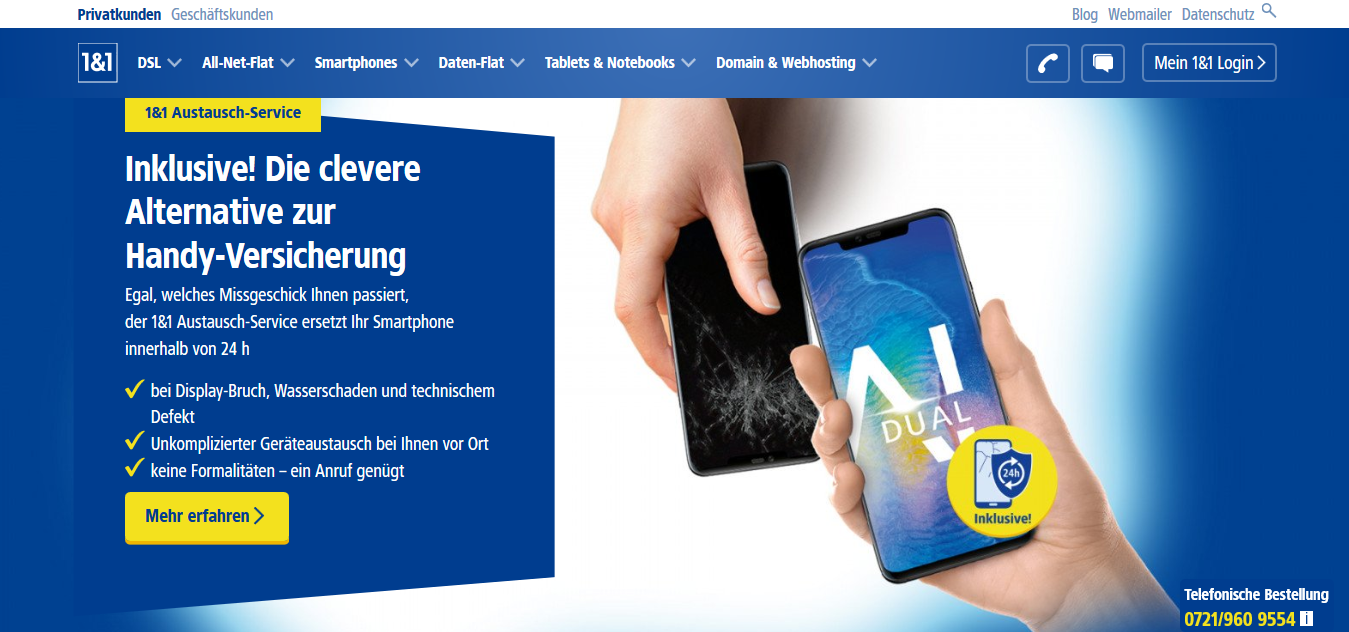 Privatkunden Geschäftskunden
Blog Webmailer Datenschutz
1&1 DSL All-Net-Flat Smartphones Daten-Flat Tablets & Notebooks Domain & Webhosting Mein 1&1 Login
1&1 Austausch-Service
Inklusive! Die clevere
Alternative zur
Handy-Versicherung
Egal, welches Missgeschick Ihnen passiert,
der 1&1 Austausch-Service ersetzt Ihr Smartphone
innerhalb von 24 h
bei Display-Bruch, Wasserschaden und technischem
Defekt
Unkomplizierter Geräteaustausch bei Ihnen vor Ort
keine Formalitäten – ein Anruf genügt
Mehr erfahren
AI
DUAL
24h
Inklusive!
Telefonische Bestellung
0721/960 9554 i